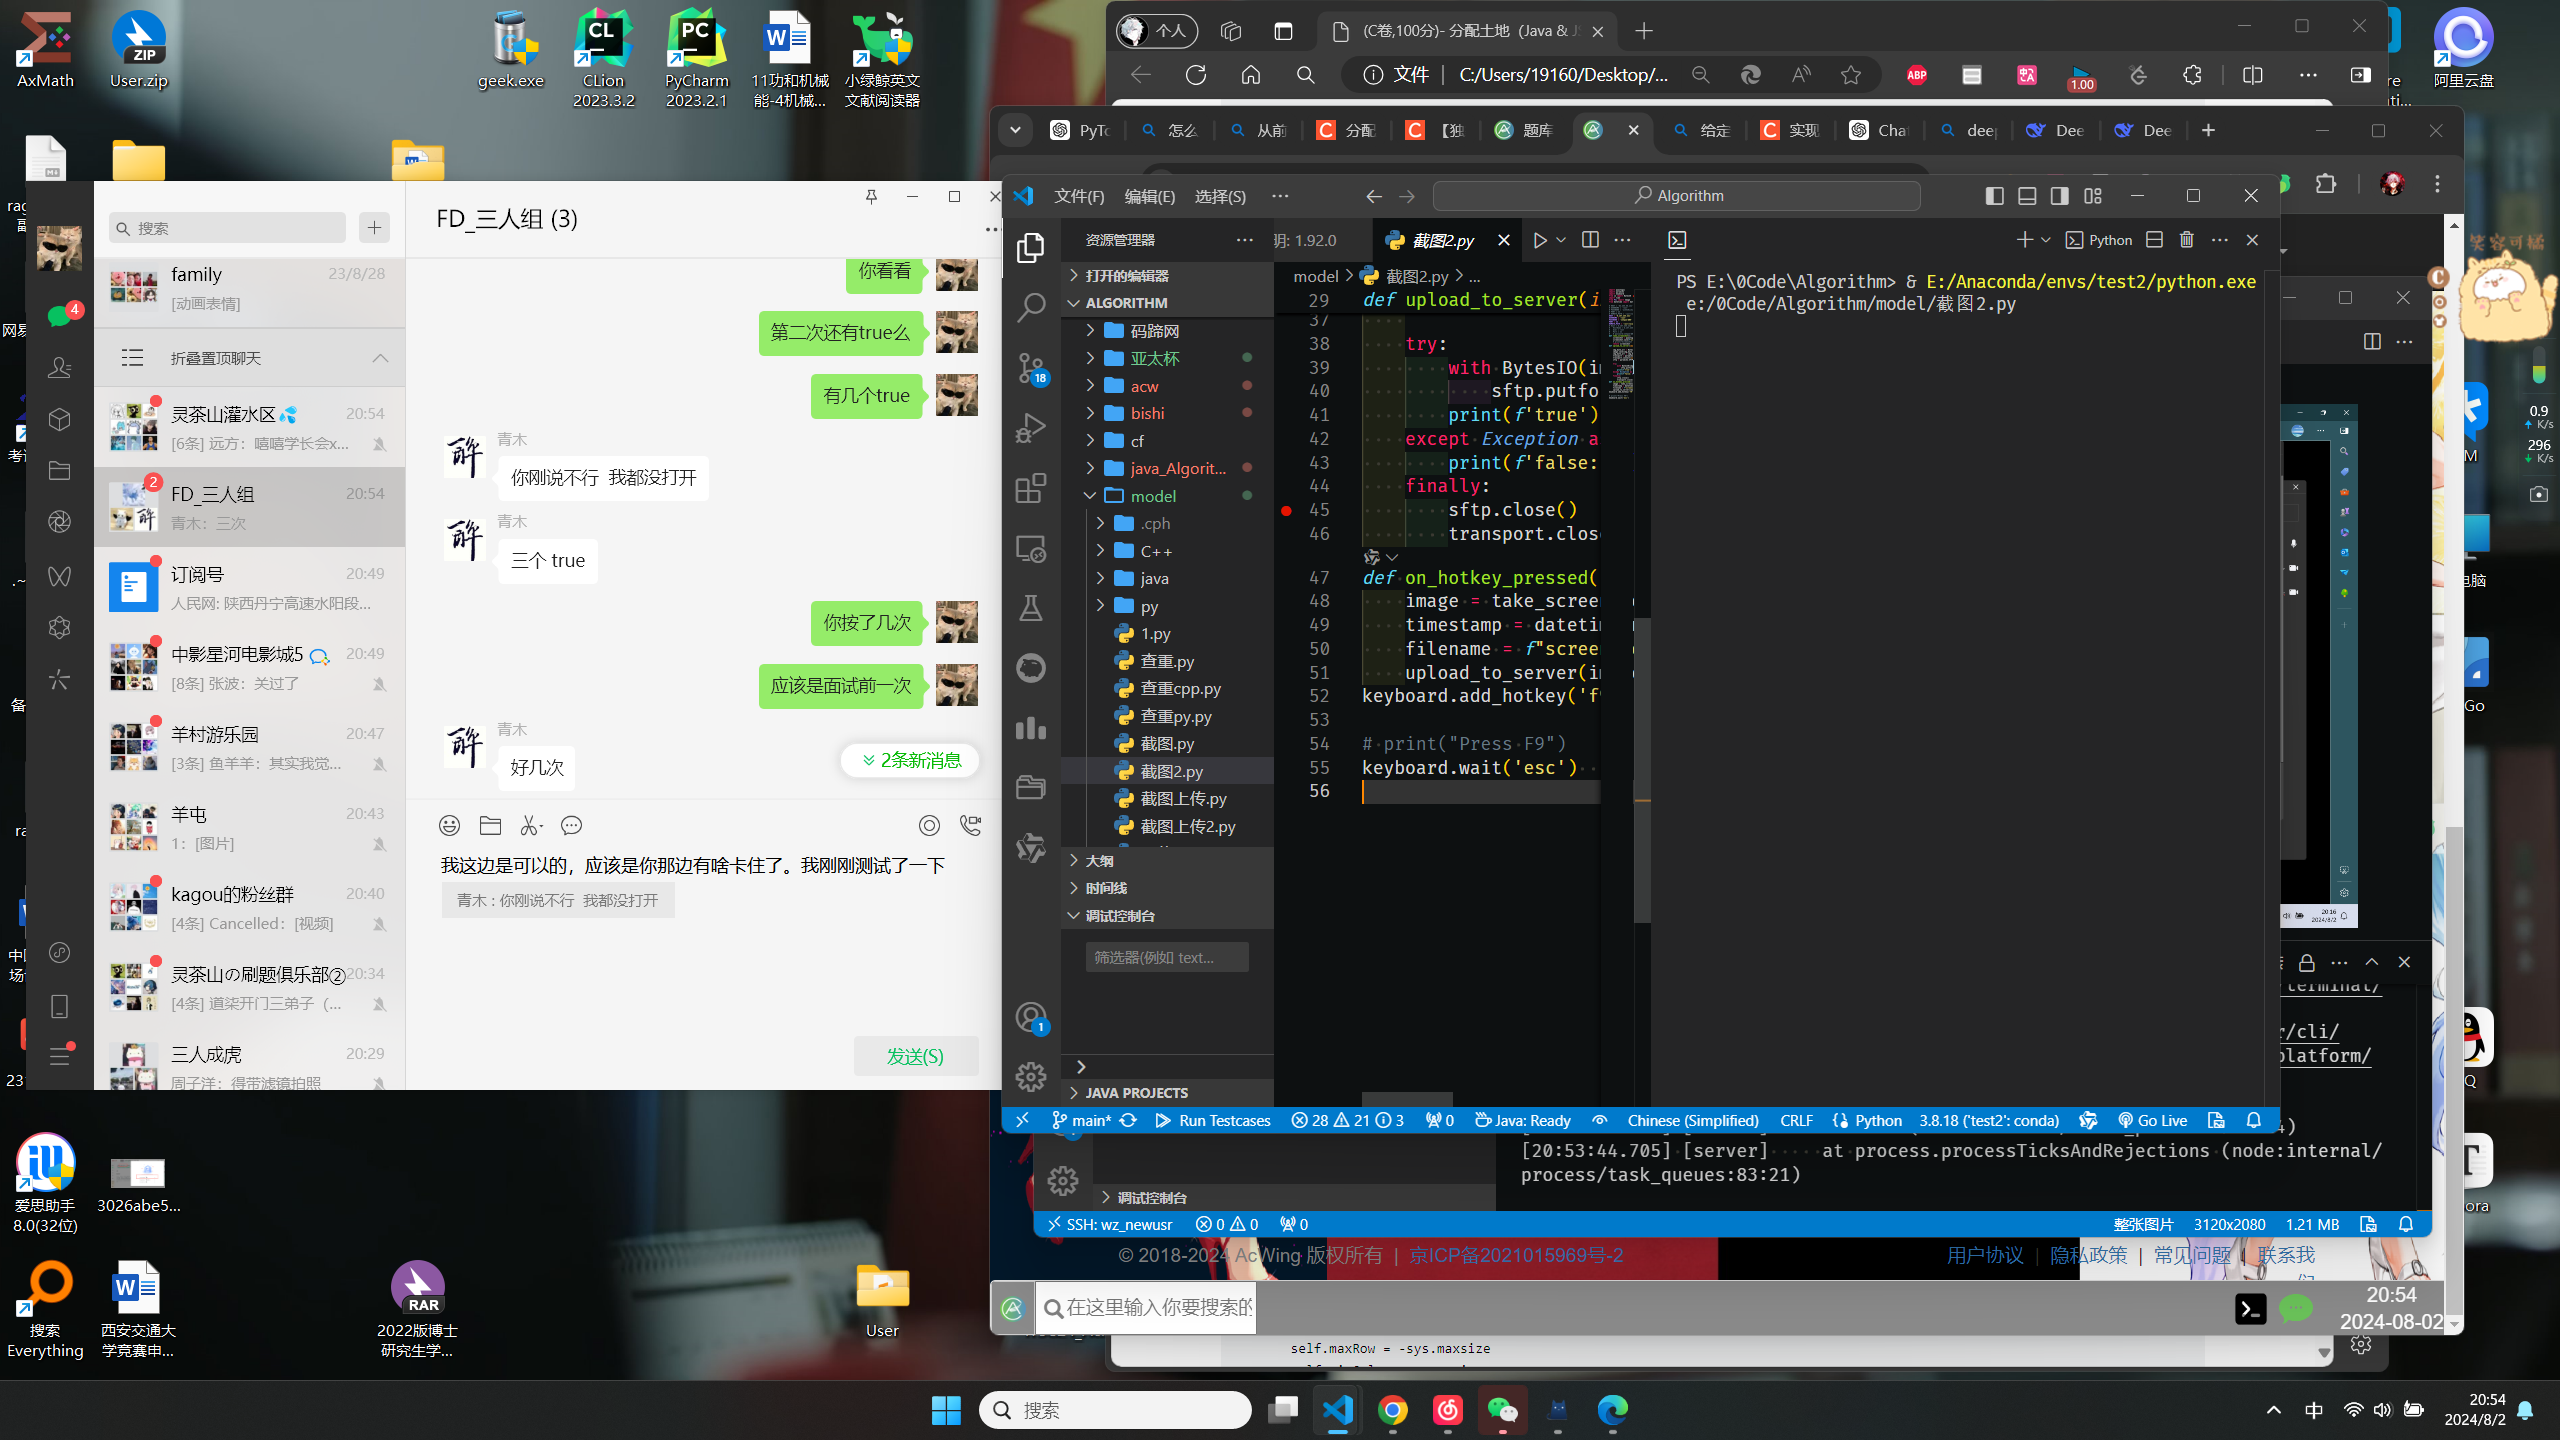 AxMath
User.zip
geek.exe
CLion
2023.3.2
PyCharm
2023.2.1
11功和机械
能-4机械...
小绿鲸英文
文献阅读器
阿里云盘
个人
(C卷,100分)- 分配土地（Java & JS
文件
C:/Users/19160/Desktop/...
ABP
1.00
PyTo
怎么
从前
分配
【独
题库
给定
实现
Cha
dee
Dee
Dee
搜索
FD_三人组 (3)
family
23/8/28
[动画表情]
4
折叠置顶聊天
灵茶山灌水区💦
20:54
[6条] 远方：嘻嘻学长会x...
FD_三人组
20:54
2
青木：三次
订阅号
20:49
人民网: 陕西丹宁高速水阳段...
中影星河电影城5
20:49
[8条] 张波：关过了
羊村游乐园
20:47
[3条] 鱼羊羊：其实我觉...
羊屯
20:43
1：[图片]
kagou的粉丝群
20:40
[4条] Cancelled：[视频]
灵茶山の刷题俱乐部②
20:34
[4条] 道柒开门三弟子（...
三人成虎
20:29
周子洋：得带滤镜拍照
你看看
第二次还有true么
有几个true
青木
你刚说不行  我都没打开
青木
三个 true
你按了几次
应该是面试前一次
青木
好几次
2条新消息
我这边是可以的，应该是你那边有啥卡住了。我刚刚测试了一下
青木 : 你刚说不行  我都没打开
发送(S)
文件(F)
编辑(E)
选择(S)
Algorithm
资源管理器
明: 1.92.0
截图2.py
Python
打开的编辑器
ALGORITHM
码蹄网
亚太杯
acw
bishi
cf
java_Algorit...
model
.cph
C++
java
py
1.py
查重.py
查重cpp.py
查重py.py
截图.py
截图2.py
截图上传.py
截图上传2.py
大纲
时间线
调试控制台
筛选器(例如 text...
JAVA PROJECTS
18
1
model > 截图2.py > ...
29 def upload_to_server(i
37
38 try:
39 with BytesIO(i
40 sftp.putfo
41 print(f'true')
42 except Exception a
43 print(f'false:
44 finally:
45 sftp.close()
46 transport.clos
47 def on_hotkey_pressed(
48 image = take_scree
49 timestamp = datetim
50 filename = f"scree
51 upload_to_server(i
52 keyboard.add_hotkey('f
53
54 # print("Press F9")
55 keyboard.wait('esc')
56
PS E:\0Code\Algorithm> & E:/Anaconda/envs/test2/python.exe
e:/0Code/Algorithm/model/截图2.py
main*
Run Testcases
28
21
3
0
Java: Ready
Chinese (Simplified)
CRLF
Python
3.8.18 ('test2': conda)
Go Live
terminal/
r/cli/
platform/
[20:53:44.705] [server]     at process.processTicksAndRejections (node:internal/
process/task_queues:83:21)
调试控制台
SSH: wz_newusr
0
0
0
整张图片
3120x2080
1.21 MB
© 2018-2024 AcWing 版权所有
|
京ICP备2021015969号-2
用户协议
|
隐私政策
|
常见问题
|
联系我
在这里输入你要搜索的
20:54
2024-08-02
self.maxRow = -sys.maxsize
笑容可掬
0.9
K/s
296
K/s
20:16
2024/8/2
爱思助手
8.0(32位)
3026abe5...
搜索
Everything
西安交通大
学竞赛申...
2022版博士
研究生学...
RAR
User
搜索
中
20:54
2024/8/2